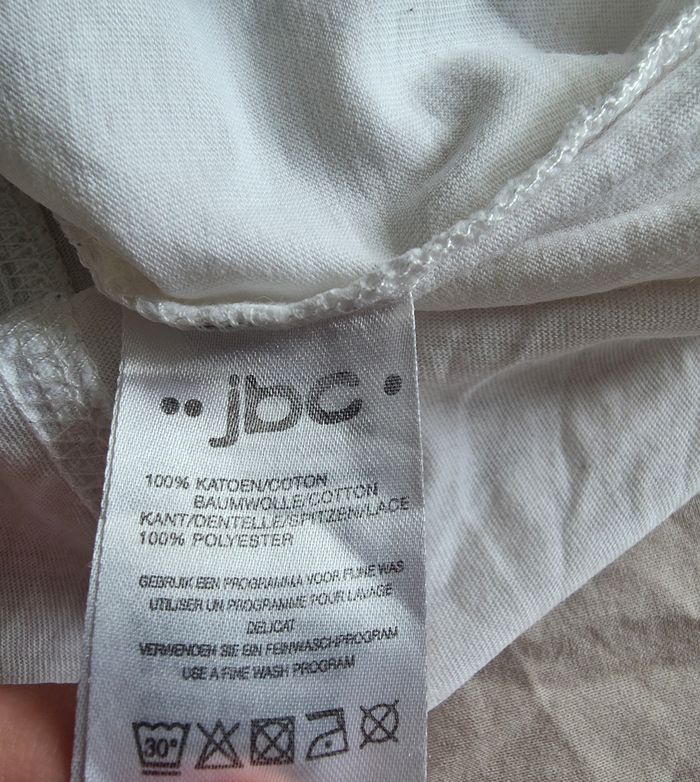 jbc
100% KATOEN/COTON
BAUMWOLLE/COTTON
KANT/DENTELLE/SPITZEN/LACE
100% POLYESTER
GEBRUIK EEN PROGRAMMA VOOR FIJNE WAS
UTILISER UN PROGRAMME POUR LAVAGE
DELICAT
VERWENDEN SIE EIN FEINWASCHPROGRAM
USE A FINE WASH PROGRAM
30°